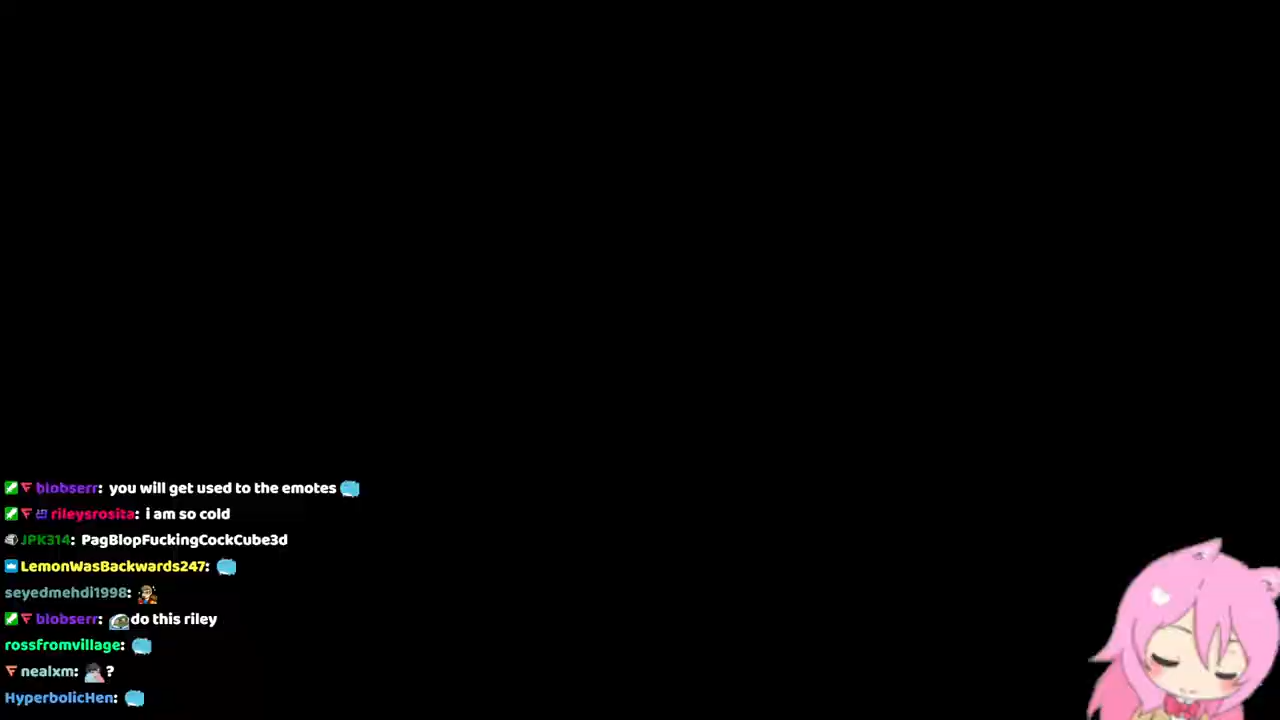 blobserr: you will get used to the emotes
rileysrosita: i am so cold
JPK314: PagBlopFuckingCockCube3d
LemonWasBackwards247:
seyedmehdi1998:
blobserr: do this riley
rossfromvillage:
nealxm: ?
HyperbolicHen: